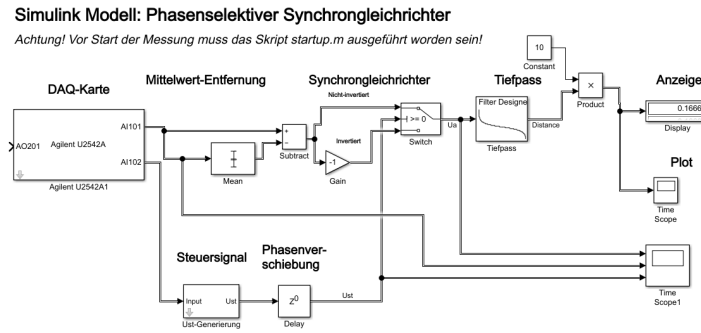 Simulink Modell: Phasenselektiver Synchrongleichrichter
Achtung! Vor Start der Messung muss das Skript startup.m ausgeführt worden sein!
10
Constant
DAQ-Karte
Mittelwert-Entfernung
Synchrongleichrichter
Tiefpass
Anzeige
Nicht-invertiert
×
Product
Filter Designe
0.1666
Display
AI101
AO201
Agilent U2542A
AI102
Agilent U2542A1
+
−
Subtract
>= 0
Switch
Ua
Distance
Tiefpass
Invertiert
-1
Gain
Mean
Plot
Time
Scope
Steuersignal
Phasenver-
schiebung
Input
Ust
Ust-Generierung
Z0
Delay
Ust
Time
Scope1